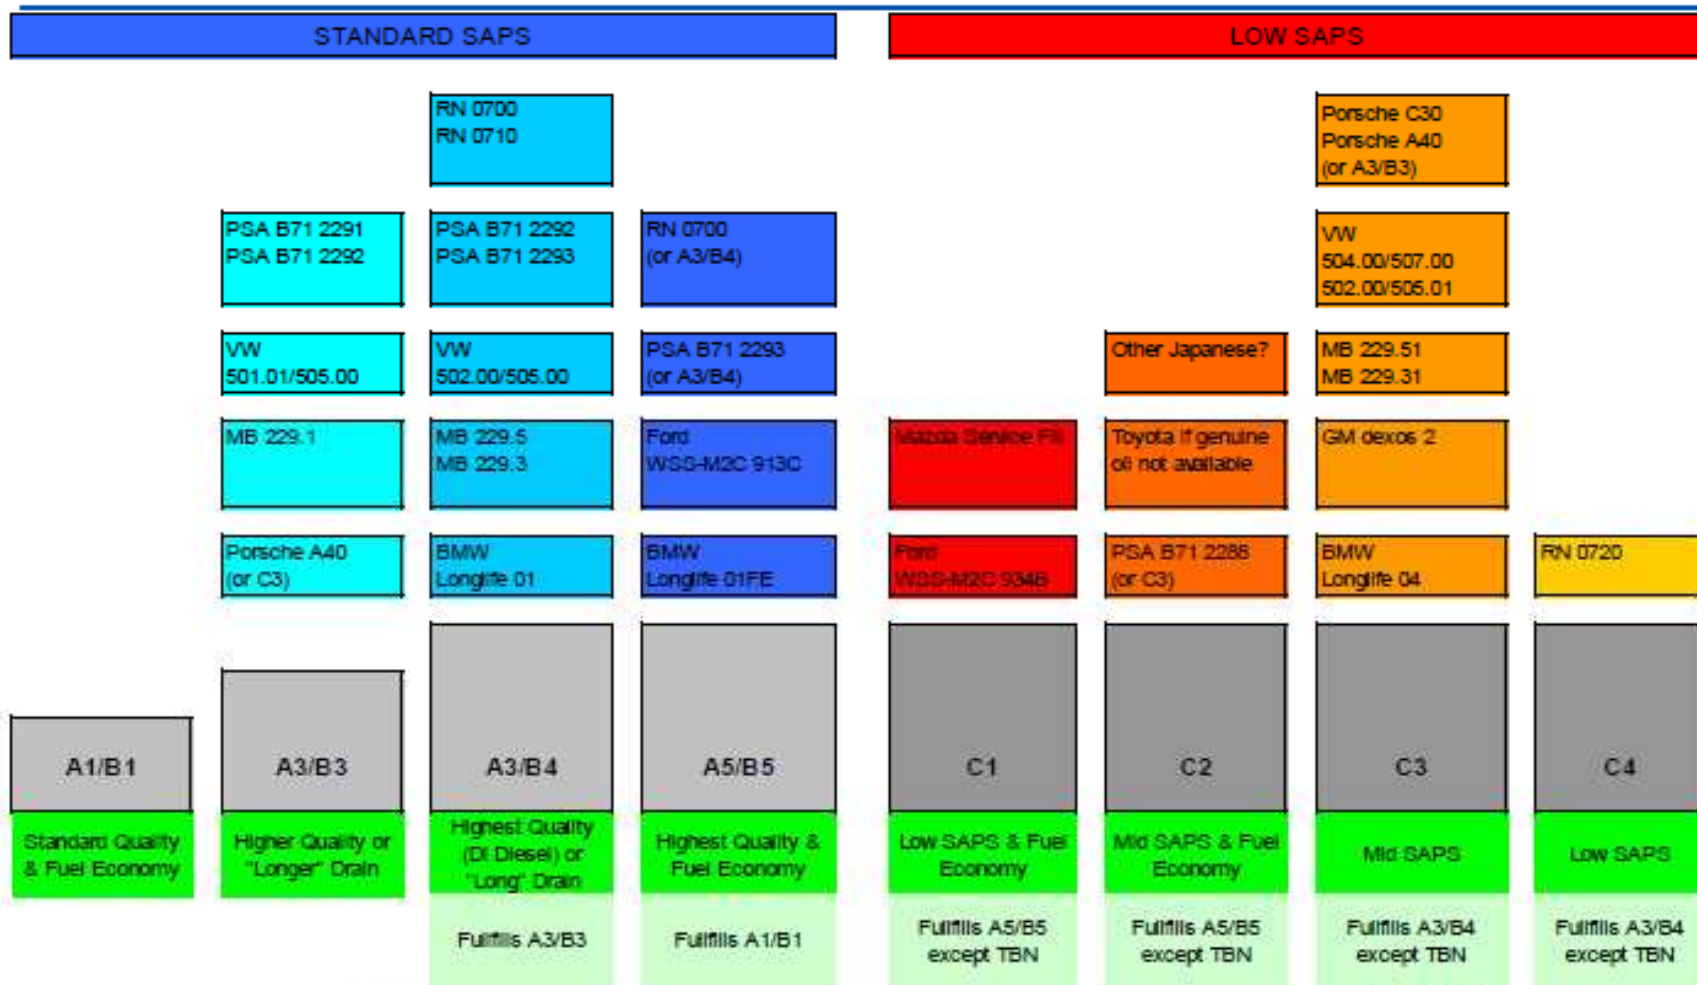 STANDARD SAPS
LOW SAPS
RN 0700
RN 0710
Porsche C30
Porsche A40
(or A3/B3)
PSA B71 2291
PSA B71 2292
PSA B71 2292
PSA B71 2293
RN 0700
(or A3/B4)
VW
504.00/507.00
502.00/505.01
VW
501.01/505.00
VW
502.00/505.00
PSA B71 2293
(or A3/B4)
Other Japanese?
MB 229.51
MB 229.31
MB 229.1
MB 229.5
MB 229.3
Ford
WSS-M2C 913C
Mazda Service
Toyota if genuine
oil not available
GM dexos 2
Porsche A40
(or C3)
BMW
Longlife 01
BMW
Longlife 01FE
Ford
WSS-M2C 934B
PSA B71
(or C3)
BMW
Longlife 04
RN 0720
A1/B1
A3/B3
A3/B4
A5/B5
C1
C2
C3
C4
Standard Quality
& Fuel Economy
Higher Quality or
"Longer" Drain
Highest Quality
(DI Diesel) or
"Long" Drain
Highest Quality &
Fuel Economy
Low SAPS & Fuel
Economy
Mid SAPS & Fuel
Economy
Mid SAPS
Low SAPS
Fullfills A3/B3
Fullfills A1/B1
Fullfills A5/B5
except TBN
Fullfills A5/B5
except TBN
Fullfills A3/B4
except TBN
Fullfills A3/B4
except TBN